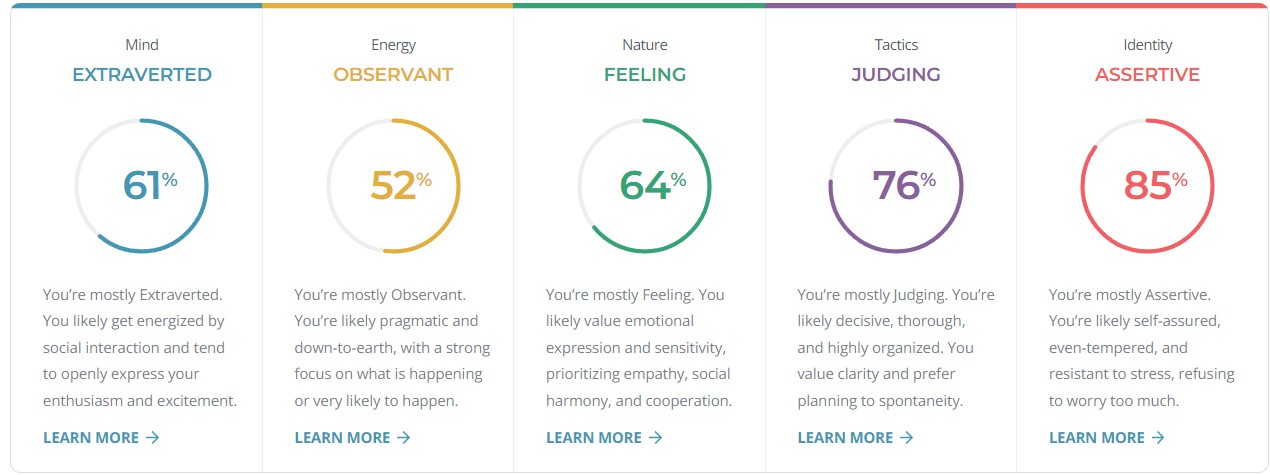 Mind
EXTRAVERTED
61%
You’re mostly Extraverted.
You likely get energized by
social interaction and tend
to openly express your
enthusiasm and excitement.
LEARN MORE →
Energy
OBSERVANT
52%
You’re mostly Observant.
You’re likely pragmatic and
down-to-earth, with a strong
focus on what is happening
or very likely to happen.
LEARN MORE →
Nature
FEELING
64%
You’re mostly Feeling. You
likely value emotional
expression and sensitivity,
prioritizing empathy, social
harmony, and cooperation.
LEARN MORE →
Tactics
JUDGING
76%
You’re mostly Judging. You’re
likely decisive, thorough,
and highly organized. You
value clarity and prefer
planning to spontaneity.
LEARN MORE →
Identity
ASSERTIVE
85%
You’re mostly Assertive.
You’re likely self-assured,
even-tempered, and
resistant to stress, refusing
to worry too much.
LEARN MORE →